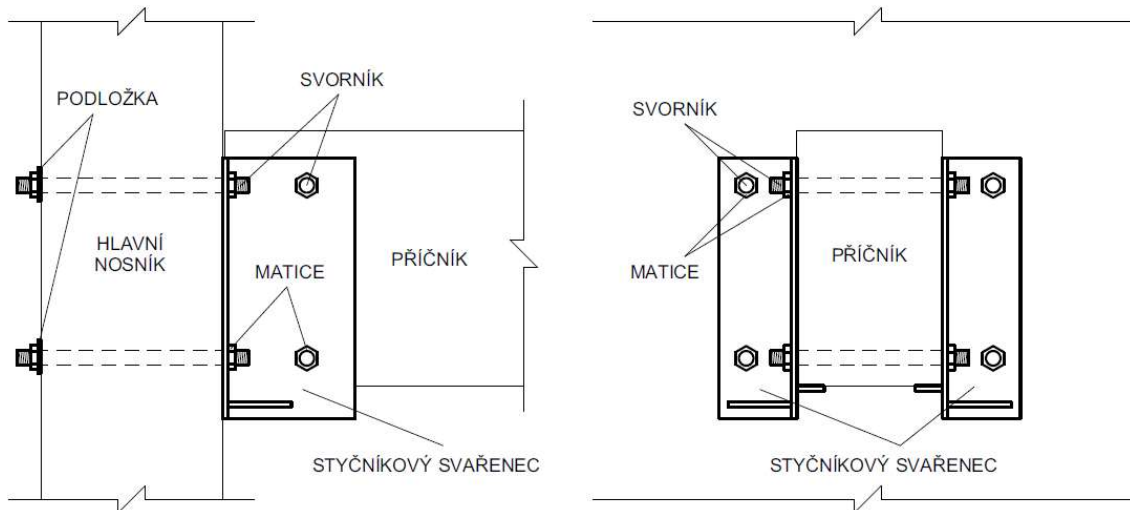 SVORNÍK
PODLOŽKA
HLAVNÍ
NOSNÍK
MATICE
PŘÍČNÍK
STYČNÍKOVÝ SVAŘENEC
SVORNÍK
MATICE
PŘÍČNÍK
STYČNÍKOVÝ SVAŘENEC